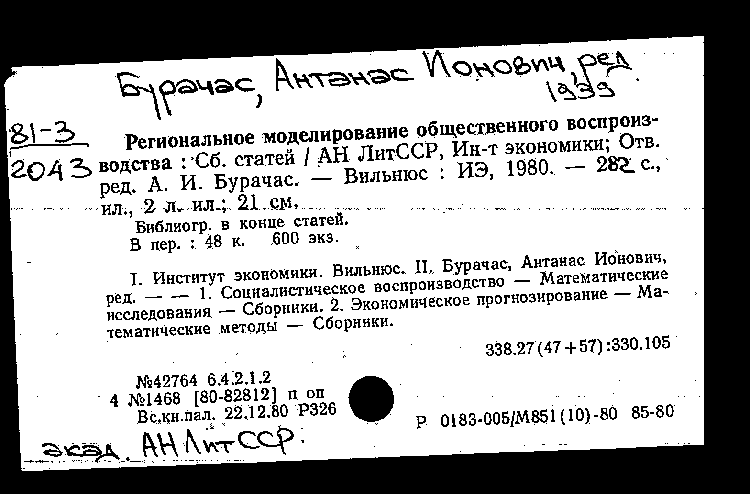 Бурачас, Антанас Ионович, ред.
1939
81-3
2043
Региональное моделирование общественного воспроиз-
водства : Сб. статей / АН ЛитССР, Ин-т экономики; Отв.
ред. А. И. Бурачас. — Вильнюс : ИЭ, 1980. — 282 с.,
ил., 2 л. ил.; 21 см.
Библиогр. в конце статей.
В пер. : 48 к. 600 экз.
I. Институт экономики. Вильнюс. II. Бурачас, Антанас Ионович,
ред. — — 1. Социалистическое воспроизводство — Математические
исследования — Сборники. 2. Экономическое прогнозирование — Ма-
тематические методы — Сборники.
338.27(47+57):330.105
№42764 6.4.2.1.2
4 №1468 [80-82812] п оп
Вс.кн.пал. 22.12.80 Р326
Р 0183-005/М851(10)-80 85-80
экз. АН ЛитССР.